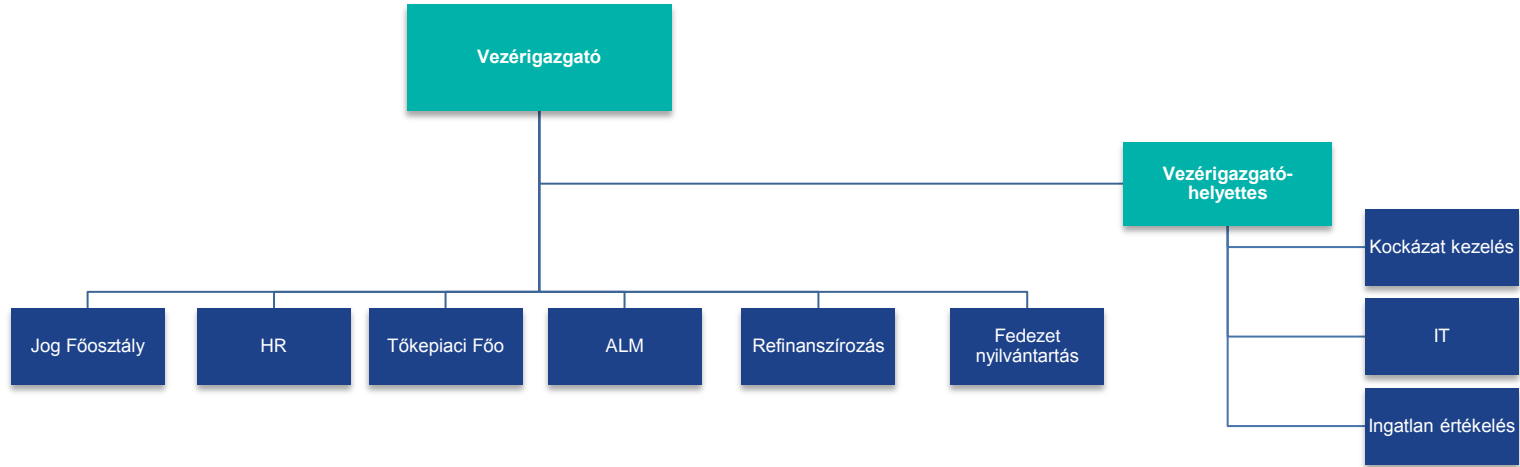 Vezérigazgató
Vezérigazgató-
helyettes
Kockázat kezelés
IT
Ingatlan értékelés
Jog Főosztály
HR
Tőkepiaci Főo
ALM
Refinanszírozás
Fedezet
nyilvántartás